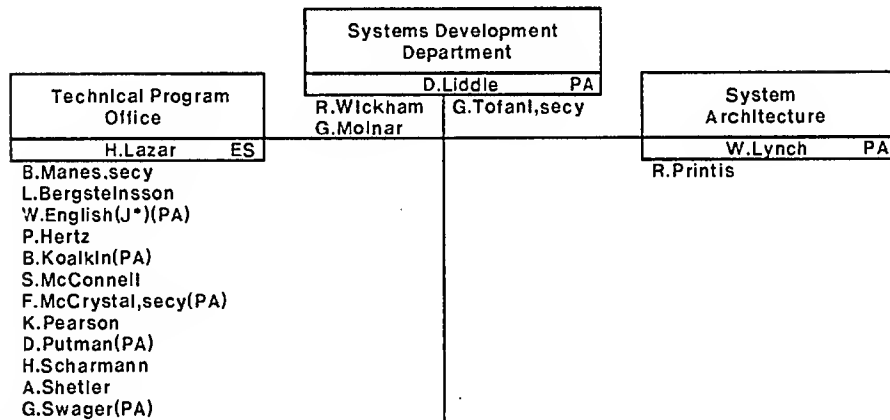 Systems Development
Department
D.Liddle PA
R.Wickham G.Tofani,secy
G.Molnar
Technical Program
Office
H.Lazar ES
B.Manes,secy
L.Bergsteinsson
W.English(J*)(PA)
P.Hertz
B.Koalkin(PA)
S.McConnell
F.McCrystal,secy(PA)
K.Pearson
D.Putman(PA)
H.Scharmann
A.Shetler
G.Swager(PA)
System
Architecture
W.Lynch PA
R.Printis